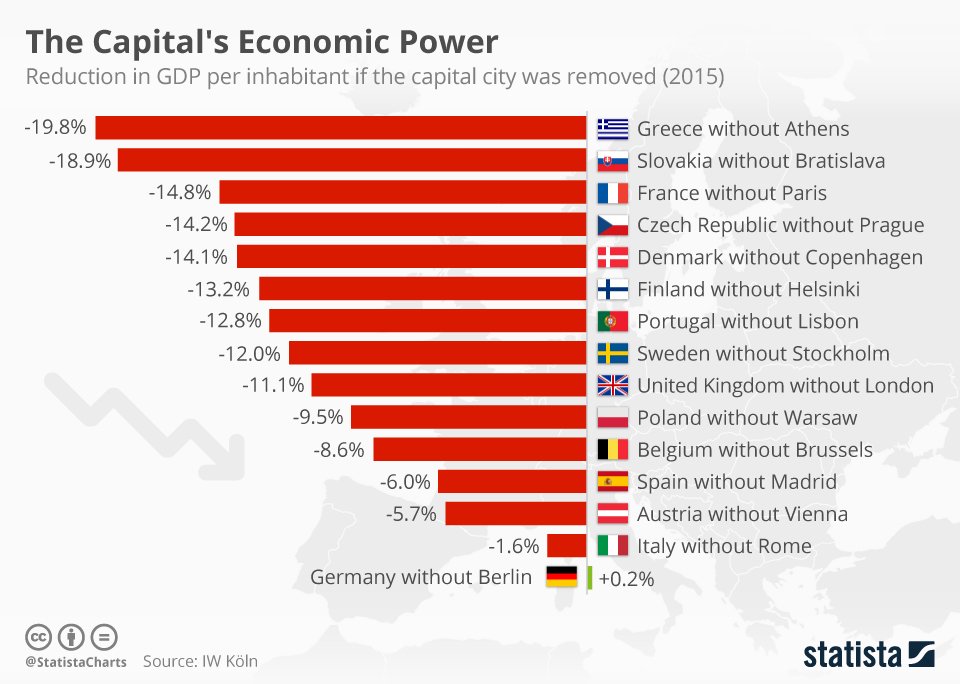 The Capital's Economic Power
Reduction in GDP per inhabitant if the capital city was removed (2015)
-19.8% Greece without Athens
-18.9% Slovakia without Bratislava
-14.8% France without Paris
-14.2% Czech Republic without Prague
-14.1% Denmark without Copenhagen
-13.2% Finland without Helsinki
-12.8% Portugal without Lisbon
-12.0% Sweden without Stockholm
-11.1% United Kingdom without London
-9.5% Poland without Warsaw
-8.6% Belgium without Brussels
-6.0% Spain without Madrid
-5.7% Austria without Vienna
-1.6% Italy without Rome
Germany without Berlin +0.2%
cc
@StatistaCharts Source: IW Köln
statista